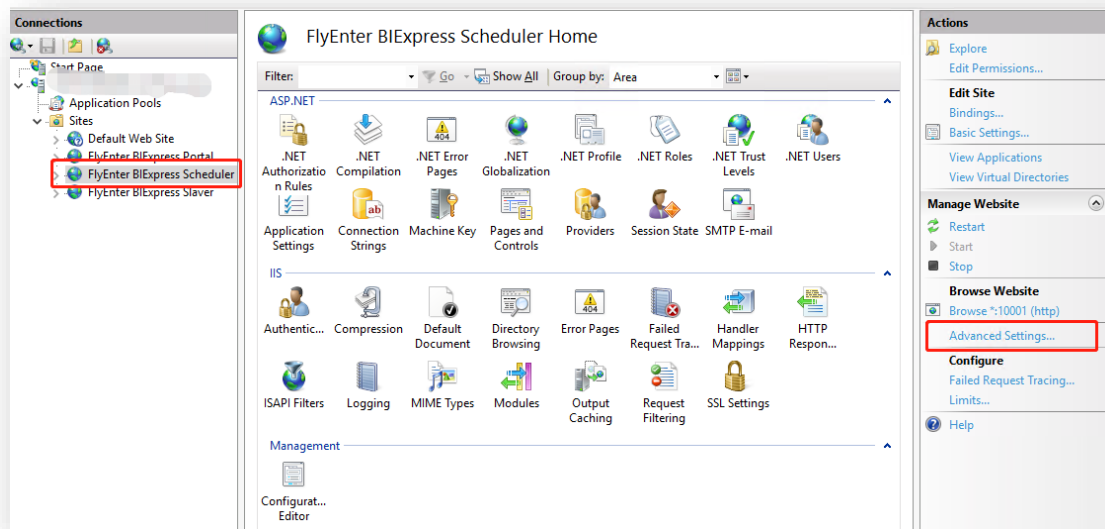 Connections
Start Page
Application Pools
Sites
Default Web Site
FlyEnter BIExpress Portal
FlyEnter BIExpress Scheduler
FlyEnter BIExpress Slaver
FlyEnter BIExpress Scheduler Home
Filter: Go Show All Group by: Area
ASP.NET
.NET Authorizatio n Rules
.NET Compilation
.NET Error Pages
.NET Globalization
.NET Profile
.NET Roles
.NET Trust Levels
.NET Users
Application Settings
Connection Strings
Machine Key
Pages and Controls
Providers
Session State
SMTP E-mail
IIS
Authentic...
Compression
Default Document
Directory Browsing
Error Pages
Failed Request Tra...
Handler Mappings
HTTP Respon...
ISAPI Filters
Logging
MIME Types
Modules
Output Caching
Request Filtering
SSL Settings
Management
Configurat... Editor
Actions
Explore
Edit Permissions...
Edit Site
Bindings...
Basic Settings...
View Applications
View Virtual Directories
Manage Website
Restart
Start
Stop
Browse Website
Browse *:10001 (http)
Advanced Settings...
Configure
Failed Request Tracing...
Limits...
Help